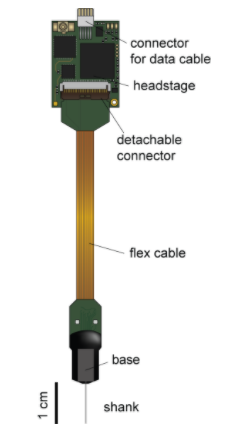 connector
for data cable
headstage
detachable
connector
flex cable
base
1 cm
shank